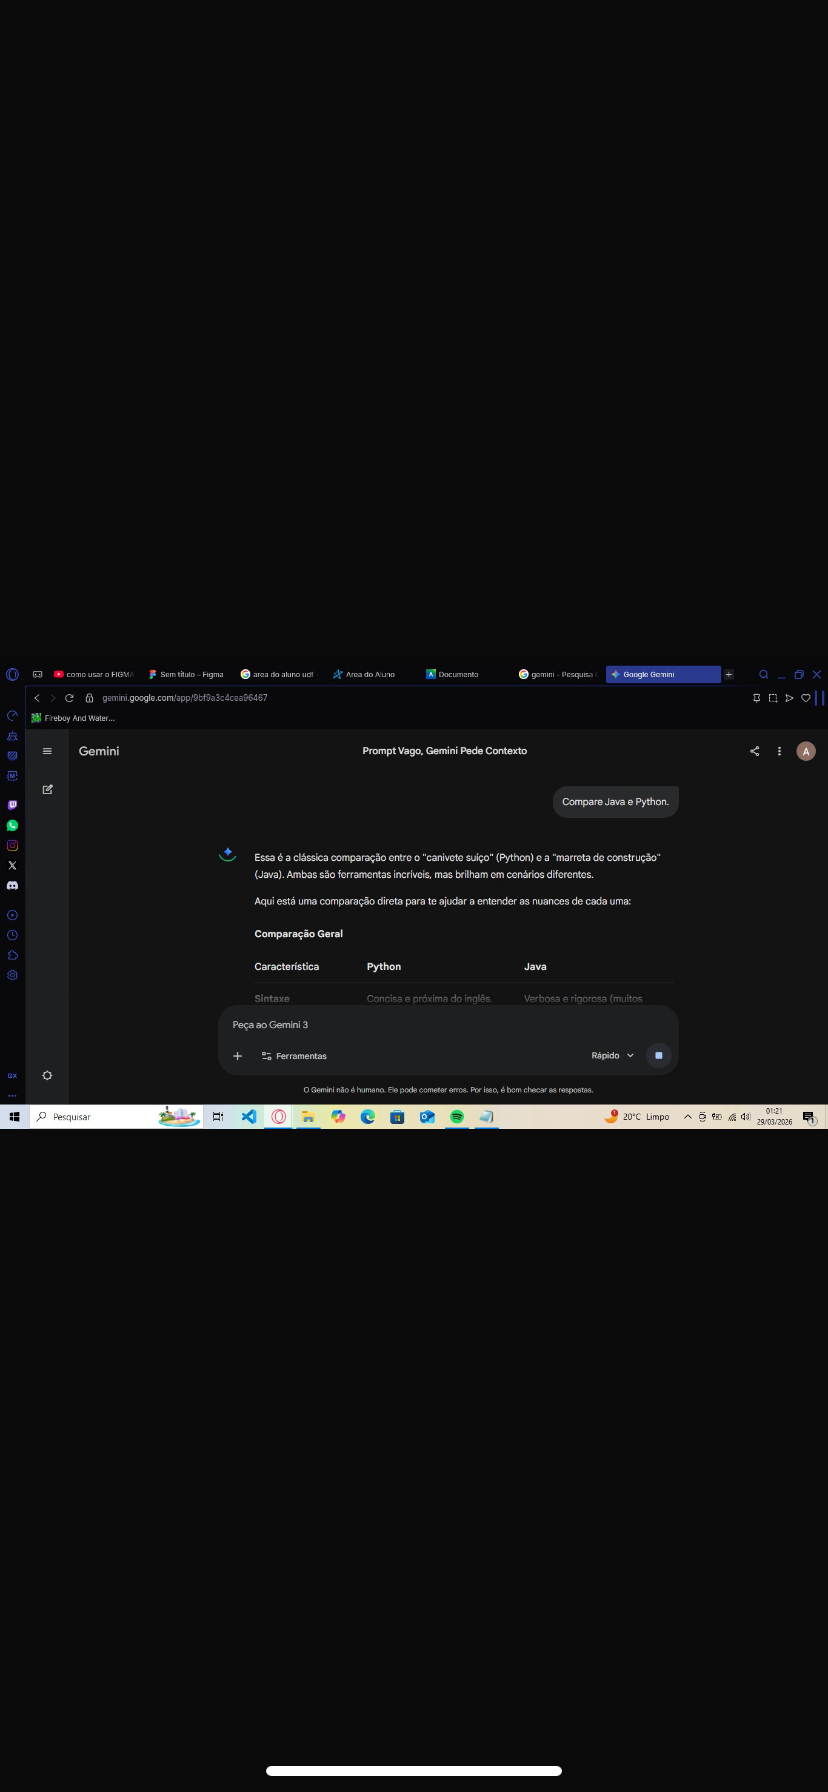 como usar o FIGMA
Sem título – Figma
area do aluno udf -
Area do Aluno
Documento
gemini - Pesquisa
Google Gemini
gemini.google.com/app/9bf9a3c4cea96467
Fireboy And Water...
Gemini
Prompt Vago, Gemini Pede Contexto
A
Compare Java e Python.
Essa é a clássica comparação entre o "canivete suíço" (Python) e a "marreta de construção"
(Java). Ambas são ferramentas incríveis, mas brilham em cenários diferentes.
Aqui está uma comparação direta para te ajudar a entender as nuances de cada uma:
Comparação Geral
Característica Python Java
Sintaxe Concisa e próxima do inglês. Verbosa e rigorosa (muitos
Peça ao Gemini 3
Ferramentas
Rápido
GX
O Gemini não é humano. Ele pode cometer erros. Por isso, é bom checar as respostas.
Pesquisar
20°C Limpo
01:21
29/03/2026
1